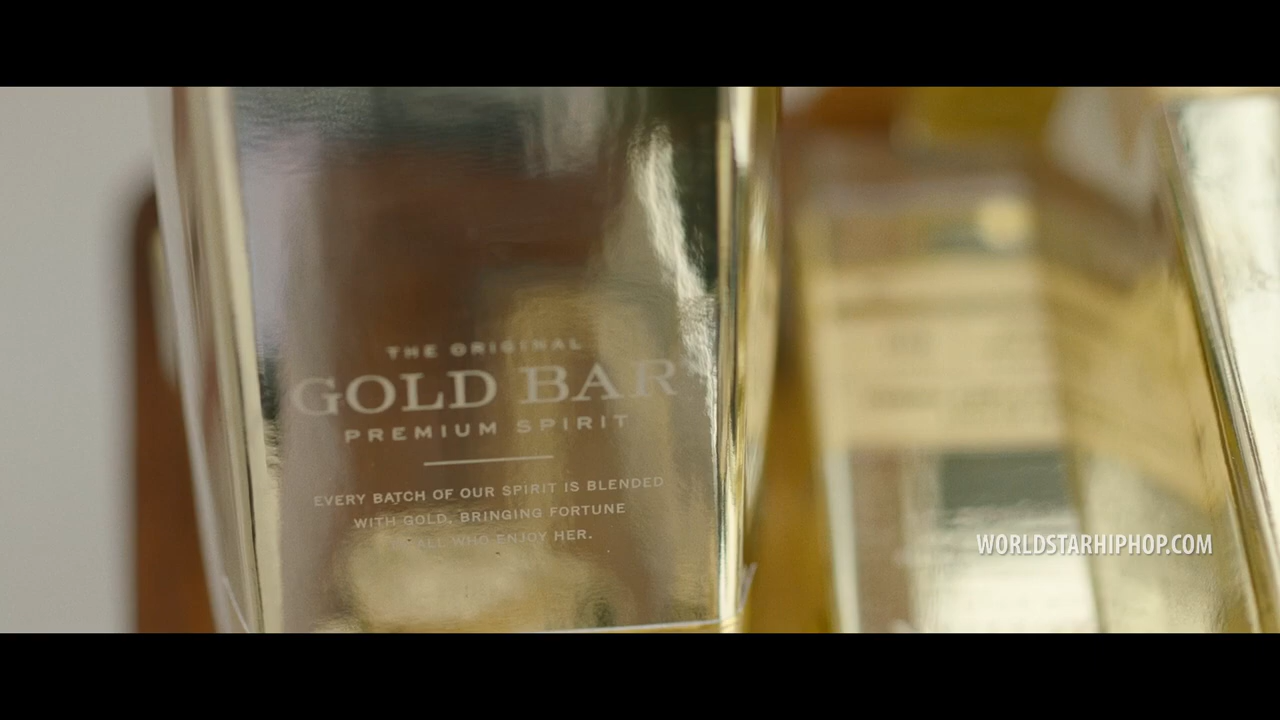 THE ORIGINAL
GOLD BAR
PREMIUM SPIRIT
EVERY BATCH OF OUR SPIRIT IS BLENDED
WITH GOLD, BRINGING FORTUNE
ALL WHO ENJOY HER.
WORLDSTARHIPHOP.COM